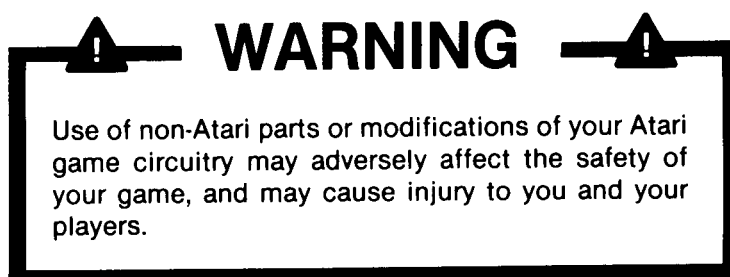 WARNING
Use of non-Atari parts or modifications of your Atari
game circuitry may adversely affect the safety of
your game, and may cause injury to you and your
players.